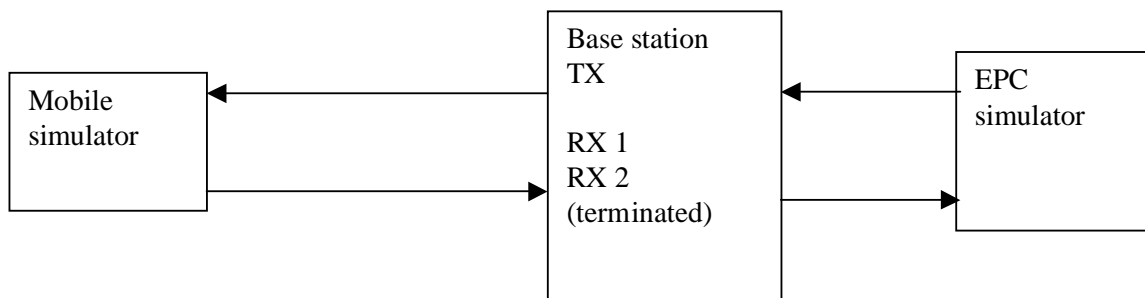 Mobile
simulator
Base station
TX
RX 1
RX 2
(terminated)
EPC
simulator